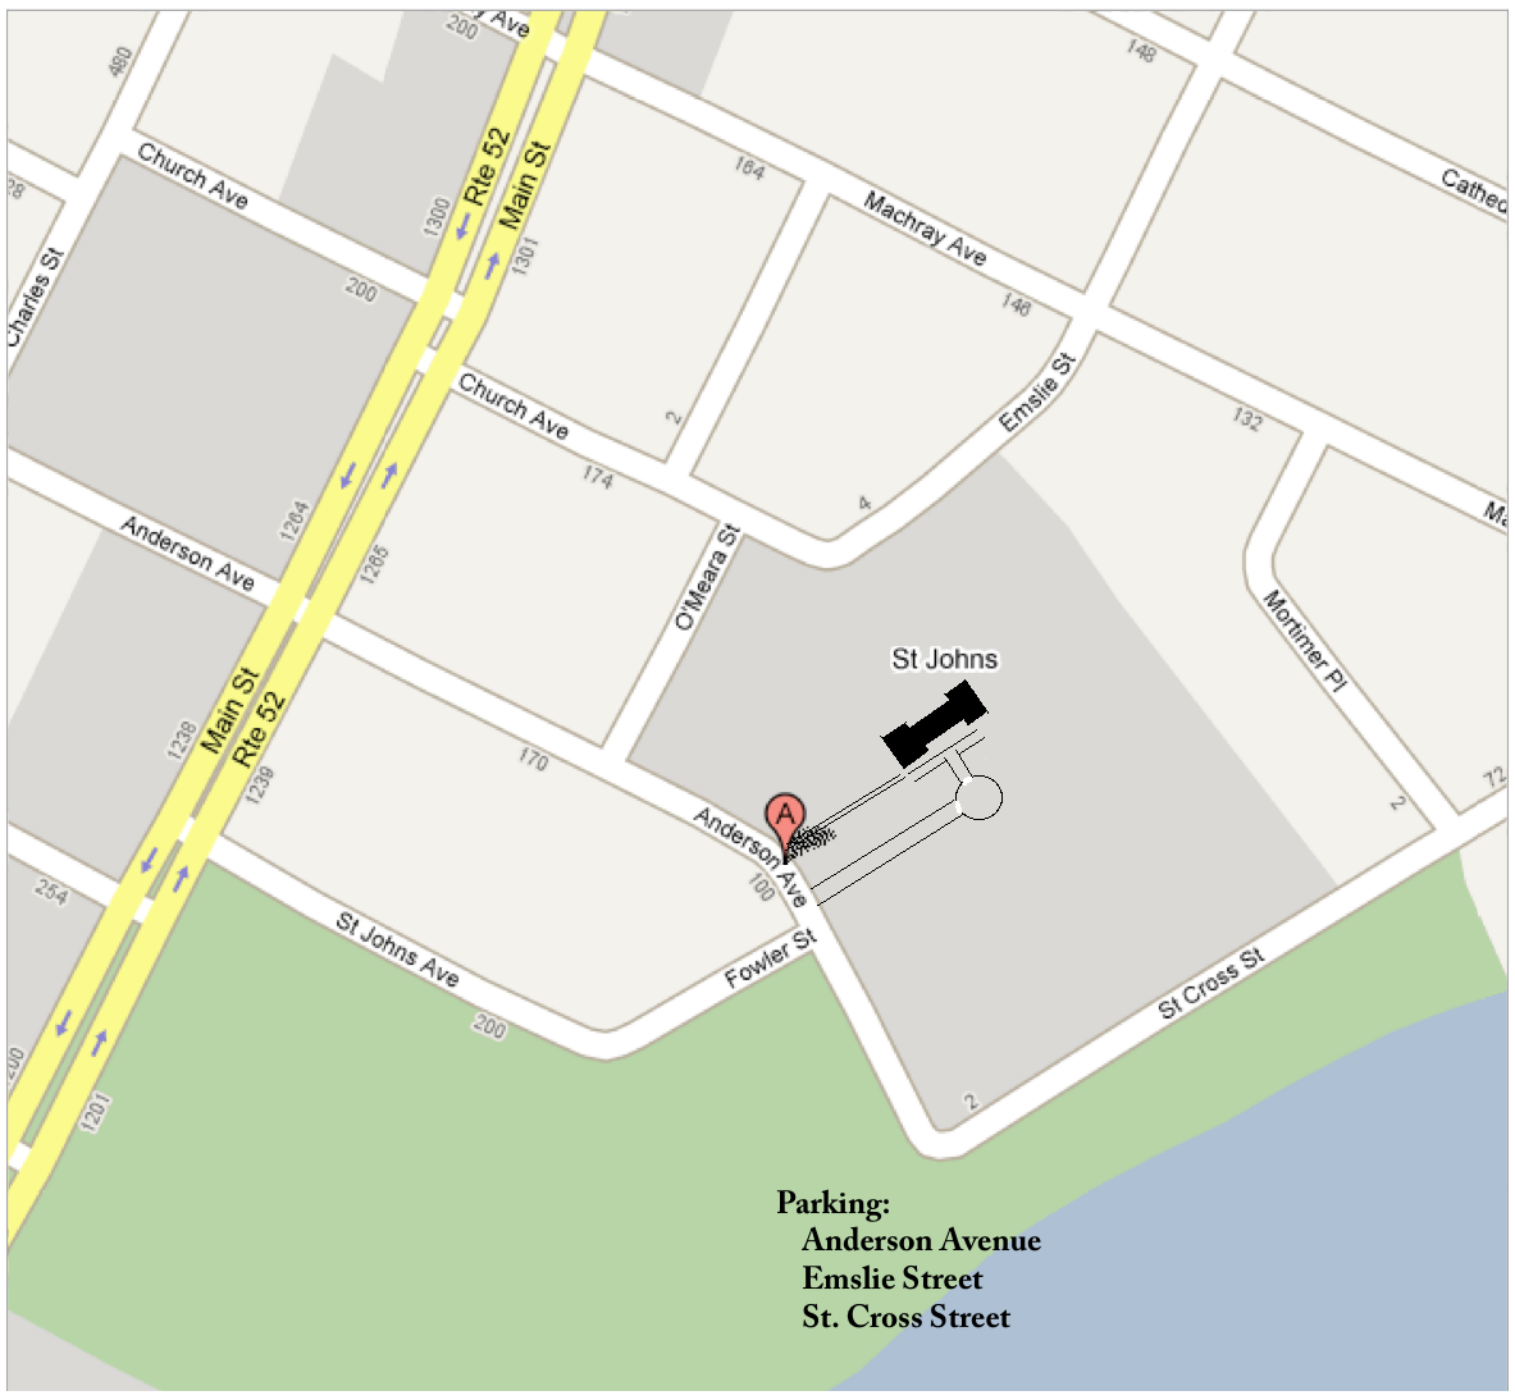 Ave
200
480
148
Rte 52
Main St
Church Ave
164
Cathed
28
1300
Machray Ave
1301
Charles St
200
146
Emslie St
Church Ave
2
132
174
4
1264
Anderson Ave
O'Meara St
1265
Mortimer Pl
St Johns
Main St
Rte 52
1238
170
1239
72
2
A
Anderson Ave
100
254
St Johns Ave
Fowler St
St Cross St
200
2
1201
Parking:
Anderson Avenue
Emslie Street
St. Cross Street